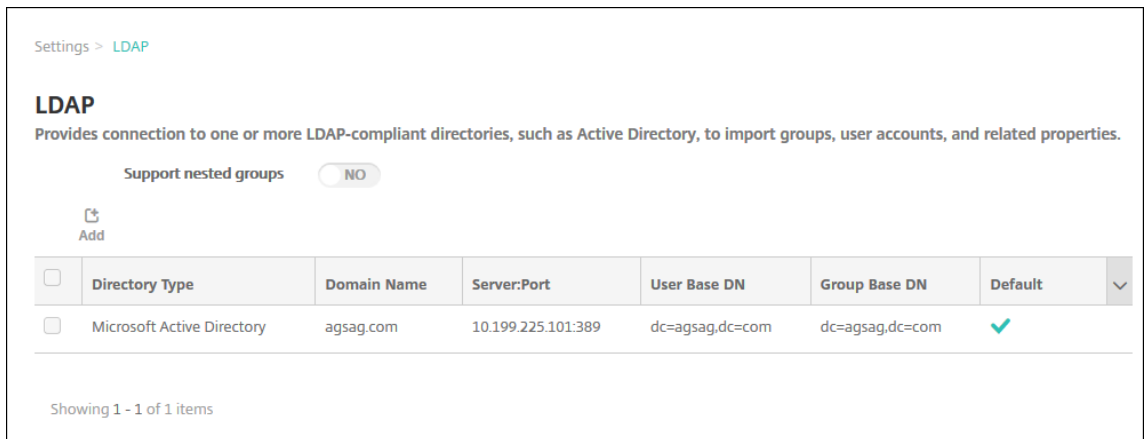 Settings > LDAP
LDAP
Provides connection to one or more LDAP-compliant directories, such as Active Directory, to import groups, user accounts, and related properties.
Support nested groups NO
Add
Directory Type Domain Name Server:Port User Base DN Group Base DN Default
Microsoft Active Directory agsag.com 10.199.225.101:389 dc=agsag,dc=com dc=agsag,dc=com
Showing 1 - 1 of 1 items